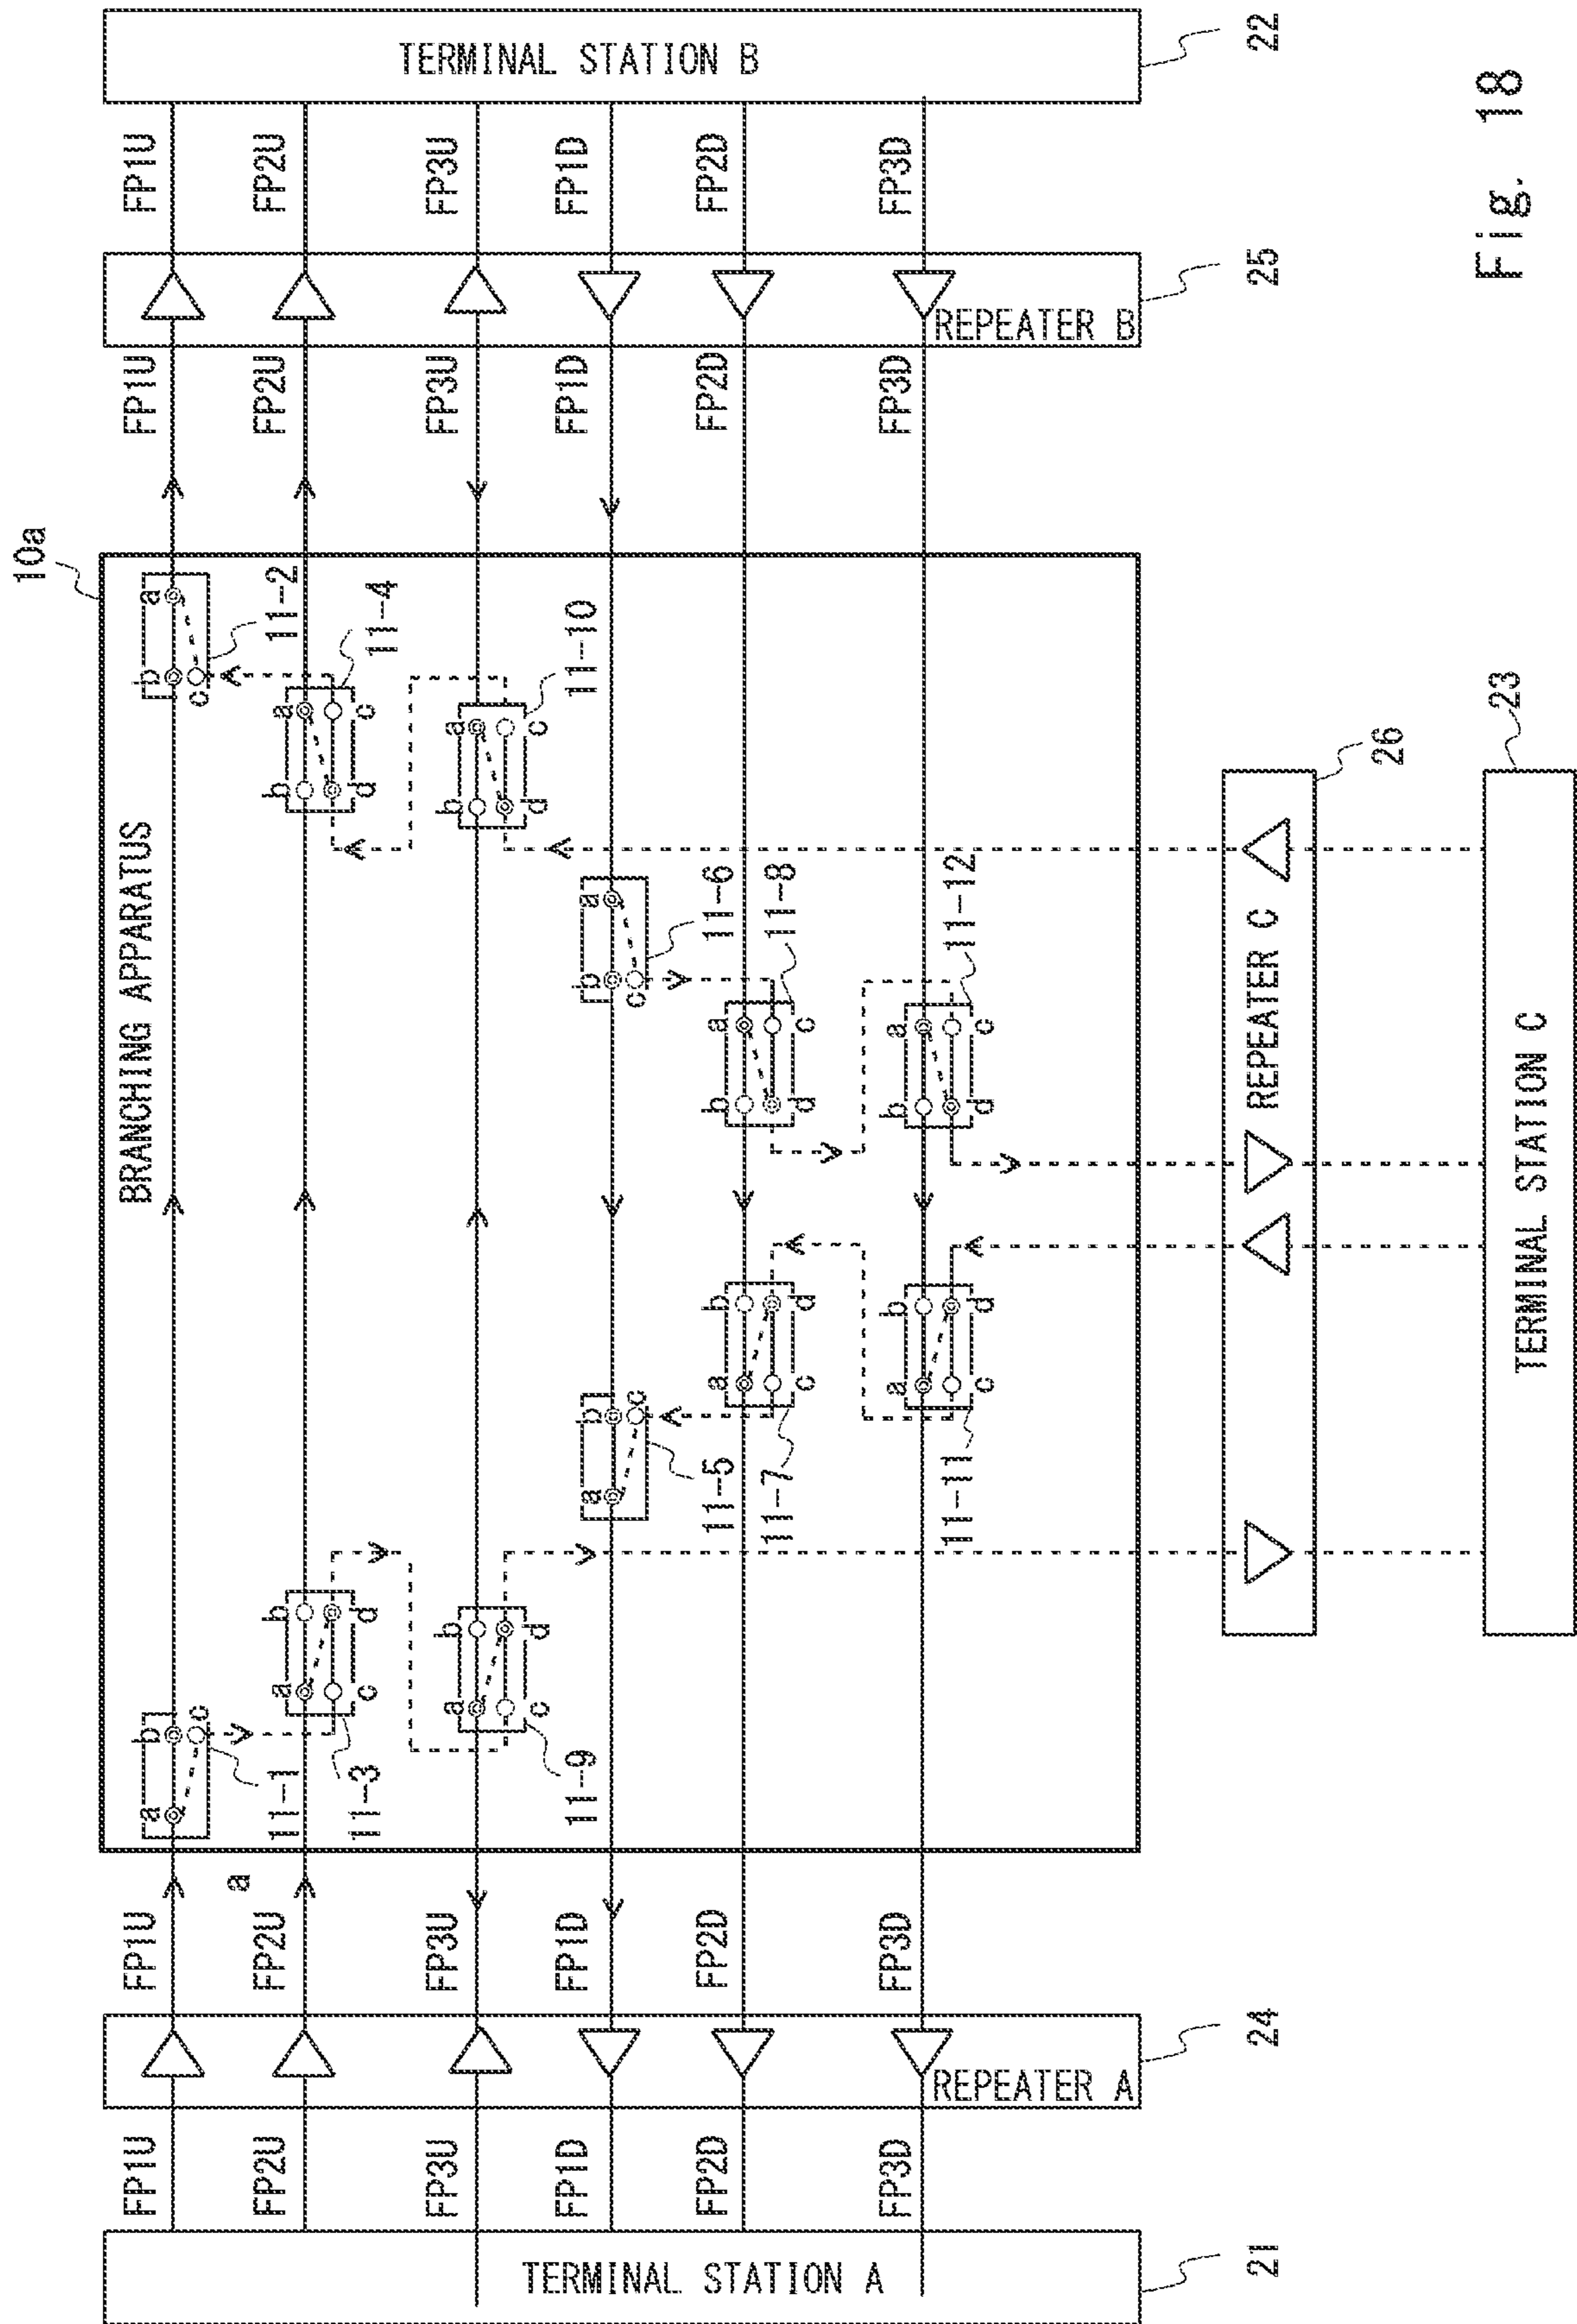 10a
BRANCHING APPARATUS
TERMINAL STATION A
21
FP1U
FP2U
FP3U
FP1D
FP2D
FP3D
REPEATER A
24
FP1U
a
FP2U
FP3U
FP1D
FP2D
FP3D
a b c
11-1
a b c d
11-3
a b c d
11-9
a b c
11-5
a b c d
11-7
a b c d
11-11
b a c
11-2
b a d c
11-4
b a d c
11-10
b a c
11-6
b a d c
11-8
b a d c
11-12
FP1U
FP2U
FP3U
FP1D
FP2D
FP3D
REPEATER B
25
FP1U
FP2U
FP3U
FP1D
FP2D
FP3D
TERMINAL STATION B
22
REPEATER C
26
TERMINAL STATION C
23
Fig. 18